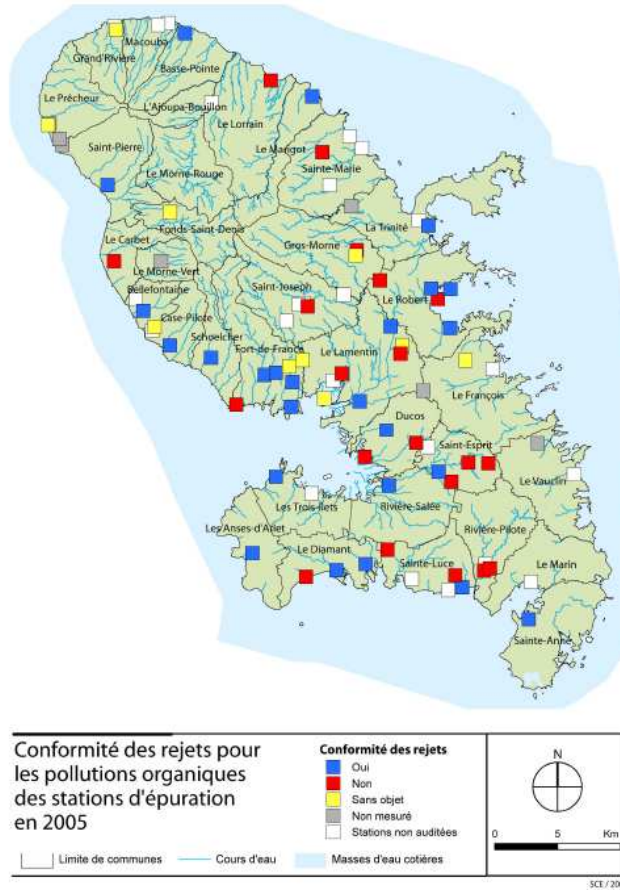 Macouba
Grand Rivière
Basse-Pointe
Le Prêcheur
L'Ajoupa-Bouillon
Le Lorrain
Saint-Pierre
Le Marigot
Sainte-Marie
Le Morne-Rouge
La Trinité
Fonds-Saint-Denis
Le Carbet
Gros-Morne
Le Morne-Vert
Bellefontaine
Saint-Joseph
Le Robert
Case-Pilote
Schoelcher
Fort-de-France
Le Lamentin
Le François
Ducos
Saint-Esprit
Le Vauclin
Les Trois-Ilets
Rivière-Salée
Les Anses-d'Arlet
Rivière-Pilote
Le Diamant
Sainte-Luce
Le Marin
Sainte-Anne
Conformité des rejets pour
les pollutions organiques
des stations d'épuration
en 2005
Conformité des rejets
Oui
Non
Sans objet
Non mesuré
Stations non auditées
N
0 5 Km
Limite de communes Cours d'eau Masses d'eau cotières
SCE / 200